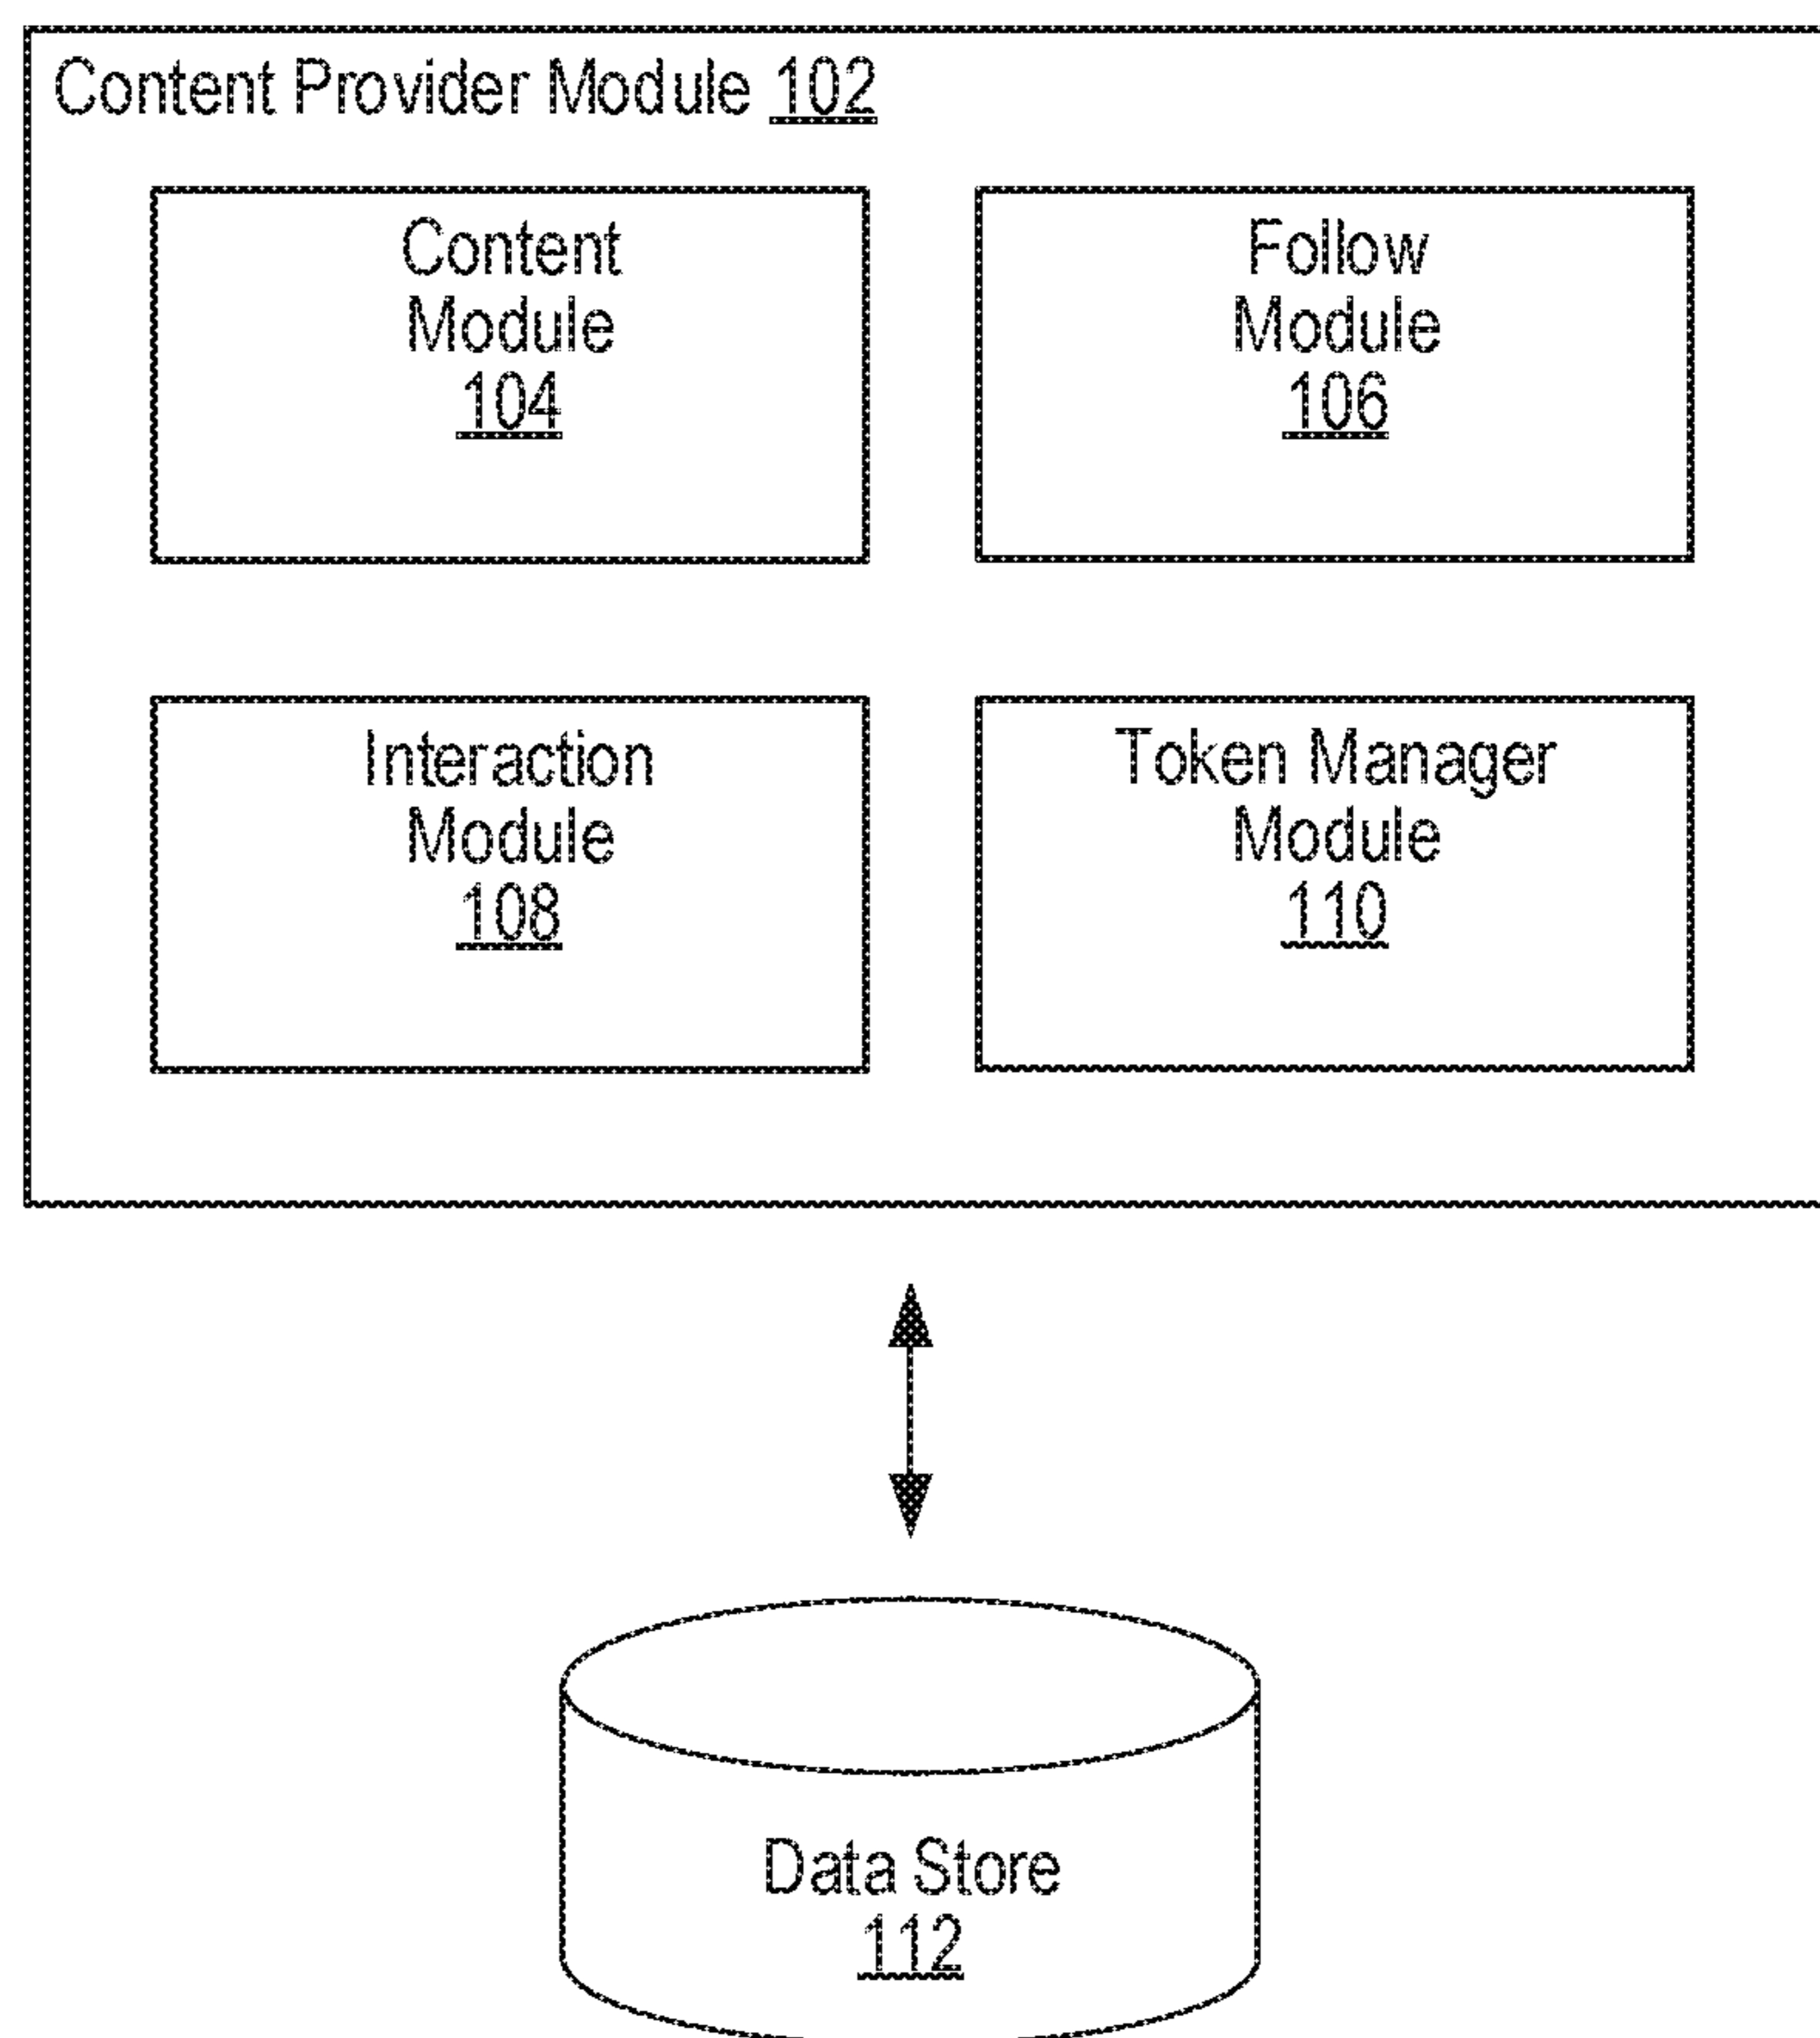 Content Provider Module 102
Content
Module
104
Follow
Module
106
Interaction
Module
108
Token Manager
Module
110
Data Store
112